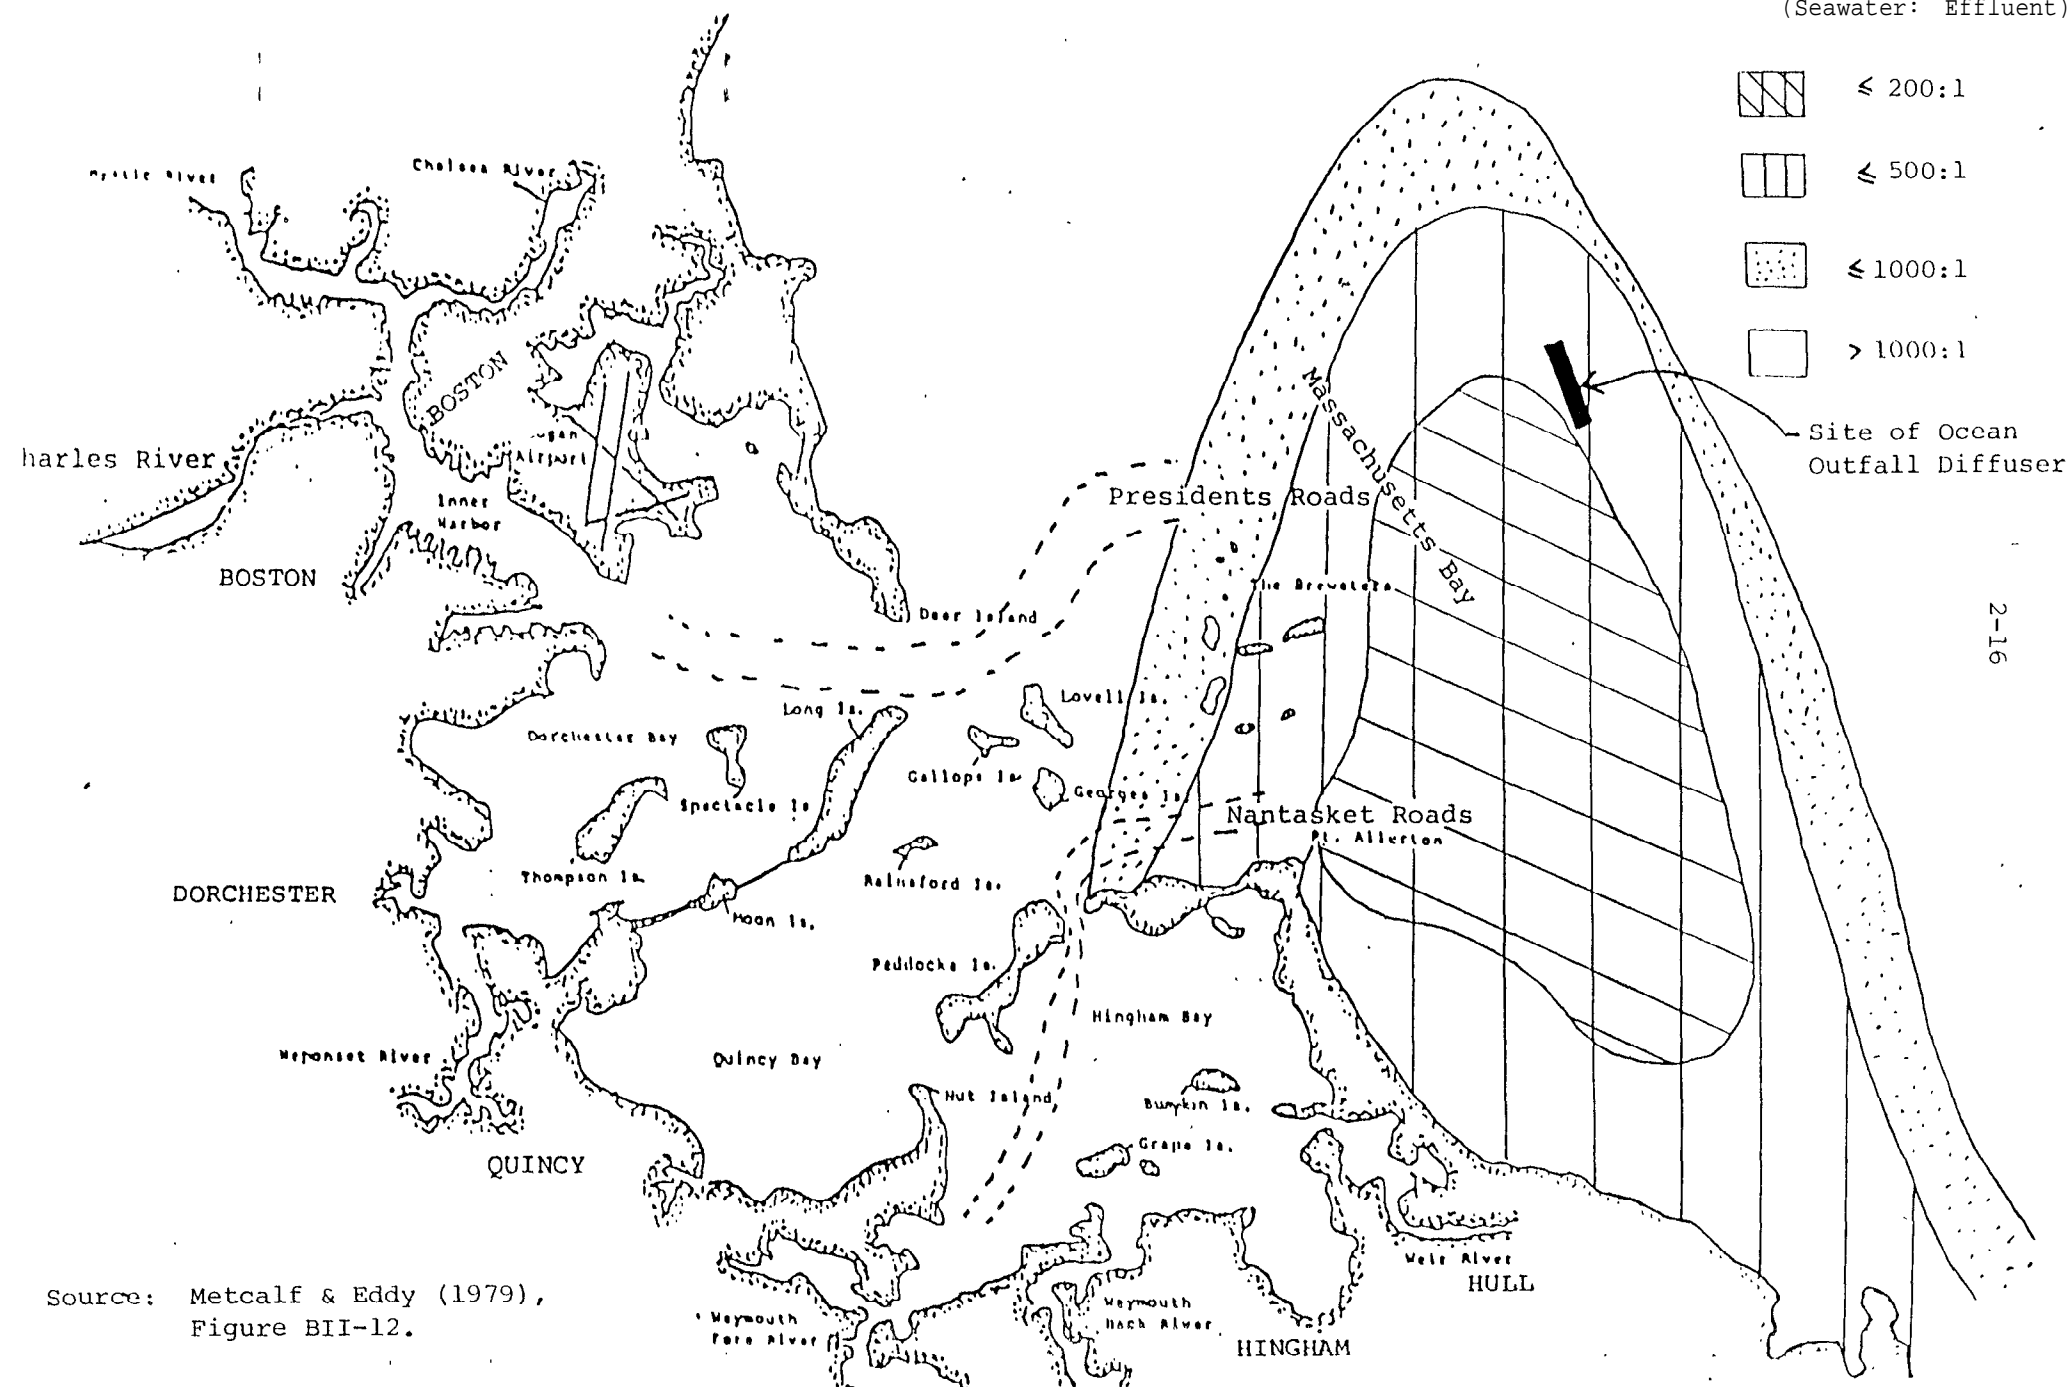 (Seawater: Effluent)
≤ 200:1
≤ 500:1
≤ 1000:1
> 1000:1
Site of Ocean
Outfall Diffuser
2-16
Mystic River
Chelsea River
BOSTON
harles River
Airport
Inner
Harbor
BOSTON
Massachusetts Bay
Presidents Roads
The Brewsters
Deer Island
Lovell Is.
Long Is.
Dorchester Bay
Gallops Is
Georges Is.
Spectacle Is
Nantasket Roads
Pt. Allerton
Thompson Is.
Rainsford Is.
DORCHESTER
Moon Is.
Peddocks Is.
Hingham Bay
Neponset River
Quincy Bay
Nut Island
Bumpkin Is.
Grape Is.
QUINCY
Weir River
HULL
Source: Metcalf & Eddy (1979),
Figure BII-12.
Weymouth
Fore River
Weymouth
Back River
HINGHAM